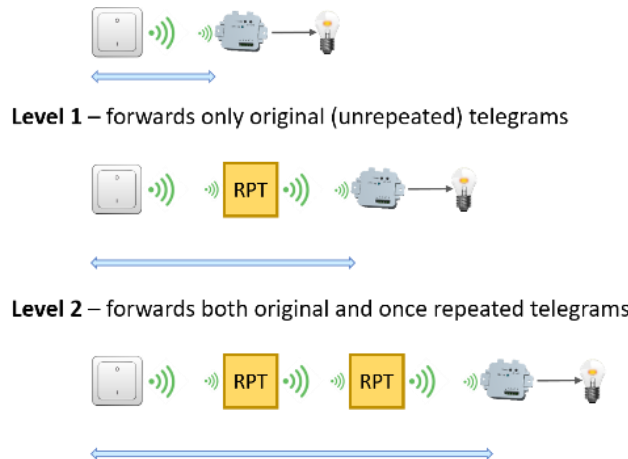 Level 1 – forwards only original (unrepeated) telegrams
RPT
Level 2 – forwards both original and once repeated telegrams
RPT RPT